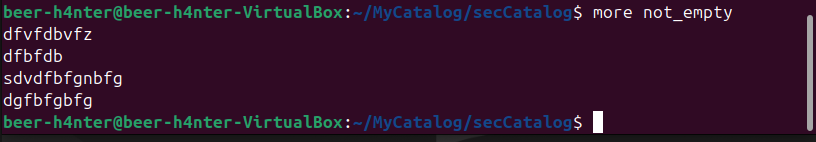 beer-h4nter@beer-h4nter-VirtualBox:~/MyCatalog/secCatalog$ more not_empty
dfvfdbvfz
dfbfdb
sdvdfbfgnbfg
dgfbfgbfg
beer-h4nter@beer-h4nter-VirtualBox:~/MyCatalog/secCatalog$